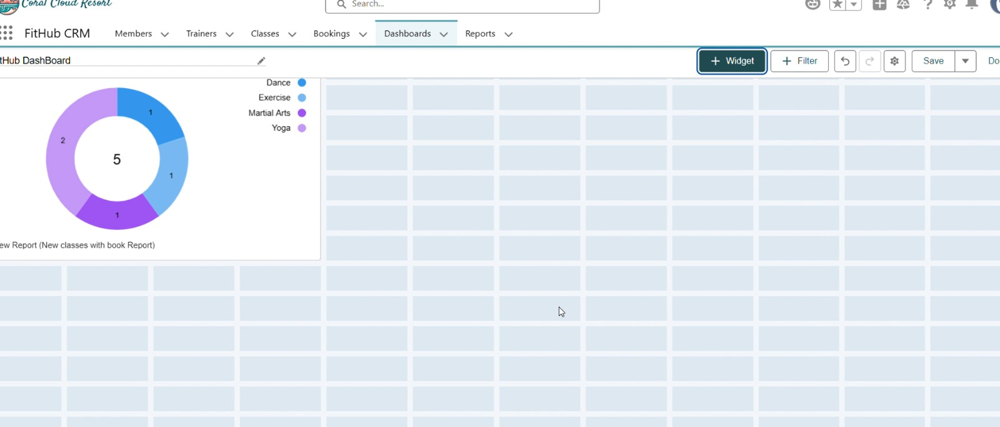 Coral Cloud Resort
Search...
FitHub CRM Members Trainers Classes Bookings Dashboards Reports
tHub DashBoard
+ Widget + Filter Save Do
Dance
Exercise
Martial Arts
Yoga
1
2
5
1
1
ew Report (New classes with book Report)